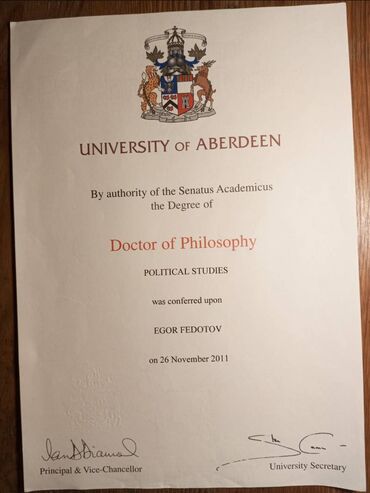 UNIVERSITY OF ABERDEEN
By authority of the Senatus Academicus
the Degree of
Doctor of Philosophy
POLITICAL STUDIES
was conferred upon
EGOR FEDOTOV
on 26 November 2011
Principal & Vice-Chancellor
University Secretary